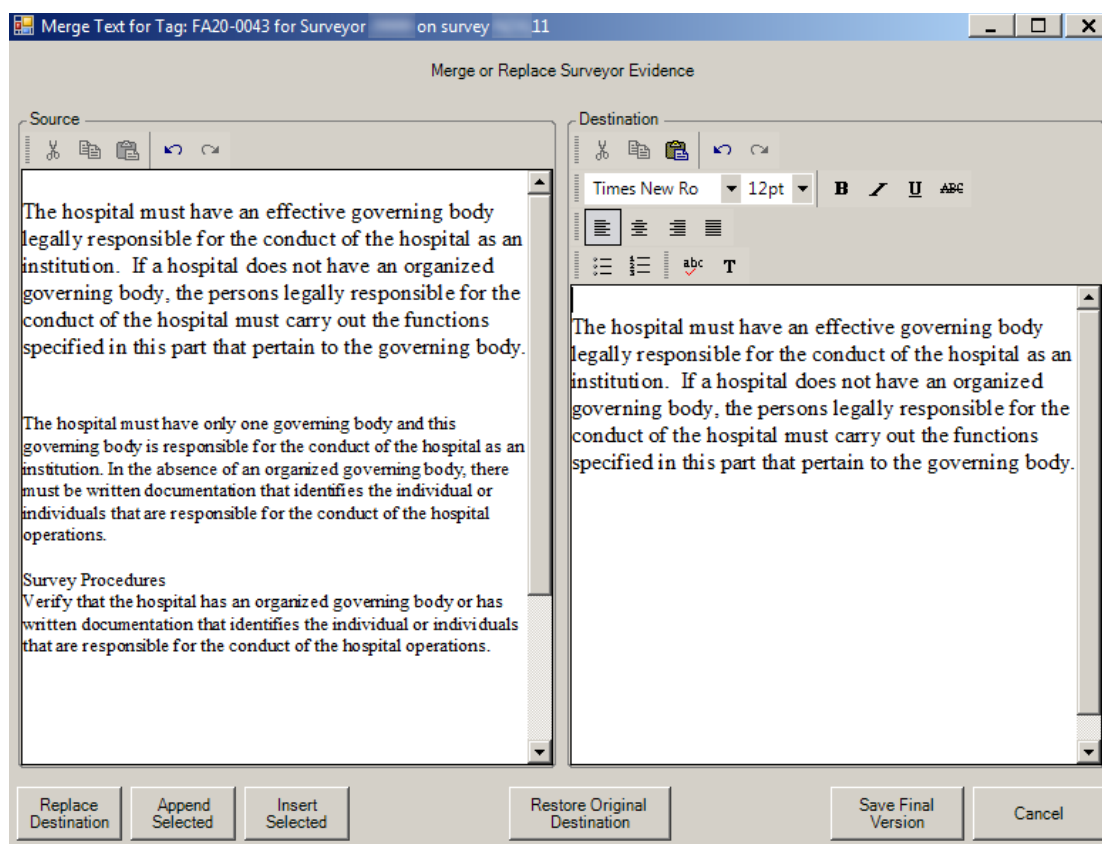 Merge Text for Tag: FA20-0043 for Surveyor on survey 11
Merge or Replace Surveyor Evidence
Source
The hospital must have an effective governing body
legally responsible for the conduct of the hospital as an
institution.  If a hospital does not have an organized
governing body, the persons legally responsible for the
conduct of the hospital must carry out the functions
specified in this part that pertain to the governing body.
The hospital must have only one governing body and this
governing body is responsible for the conduct of the hospital as an
institution. In the absence of an organized governing body, there
must be written documentation that identifies the individual or
individuals that are responsible for the conduct of the hospital
operations.
Survey Procedures
Verify that the hospital has an organized governing body or has
written documentation that identifies the individual or individuals
that are responsible for the conduct of the hospital operations.
Destination
Times New Ro 12pt B I U ABC
abc T
The hospital must have an effective governing body
legally responsible for the conduct of the hospital as an
institution.  If a hospital does not have an organized
governing body, the persons legally responsible for the
conduct of the hospital must carry out the functions
specified in this part that pertain to the governing body.
Replace
Destination
Append
Selected
Insert
Selected
Restore Original
Destination
Save Final
Version
Cancel